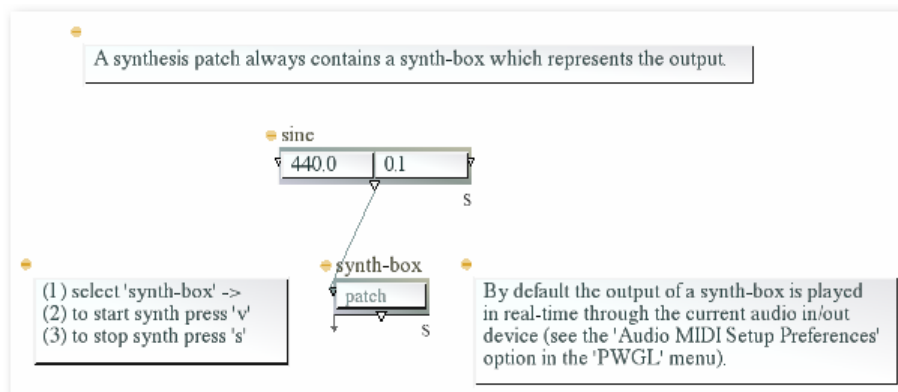 A synthesis patch always contains a synth-box which represents the output.
sine
440.0 0.1
S
synth-box
patch
S
(1) select 'synth-box' ->
(2) to start synth press 'v'
(3) to stop synth press 's'
By default the output of a synth-box is played
in real-time through the current audio in/out
device (see the 'Audio MIDI Setup Preferences'
option in the 'PWGL' menu).